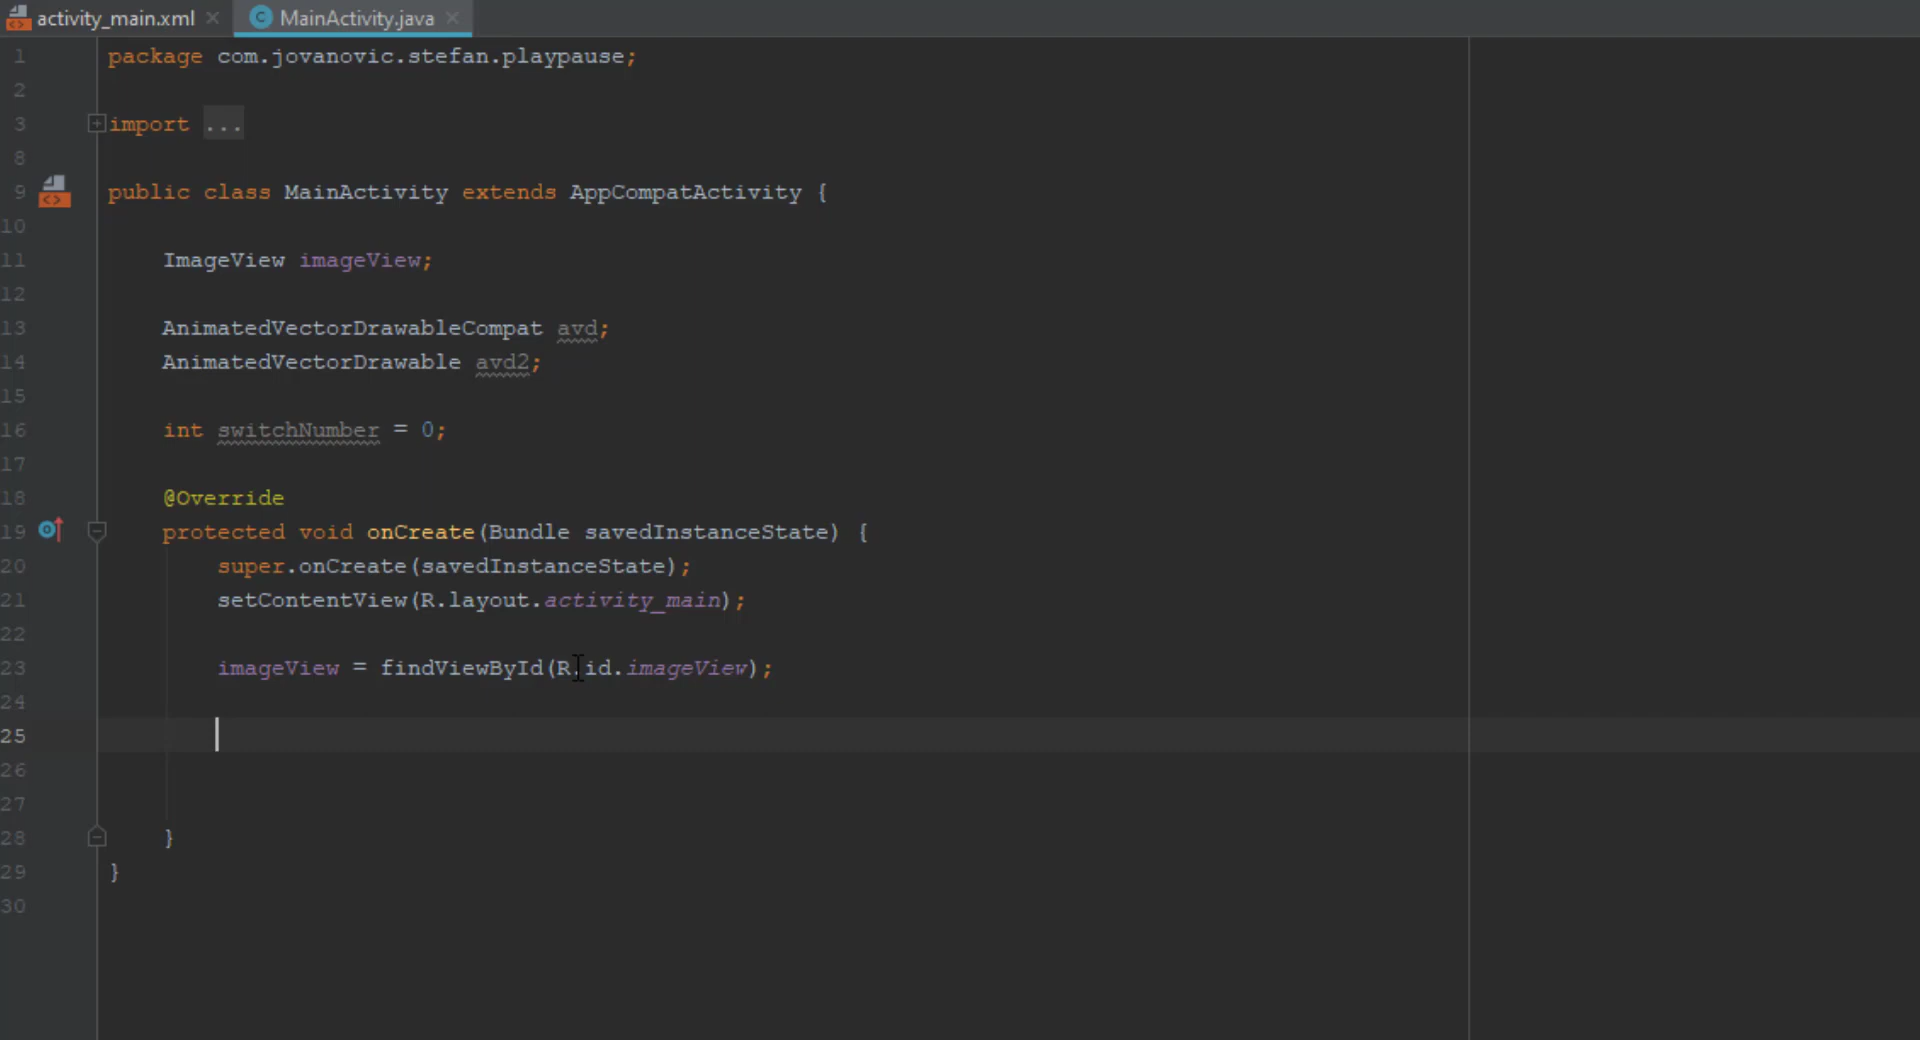 activity_main.xml MainActivity.java
1 package com.jovanovic.stefan.playpause;
2
3 import ...
8
9 public class MainActivity extends AppCompatActivity {
10
11 ImageView imageView;
12
13 AnimatedVectorDrawableCompat avd;
14 AnimatedVectorDrawable avd2;
15
16 int switchNumber = 0;
17
18 @Override
19 protected void onCreate(Bundle savedInstanceState) {
20 super.onCreate(savedInstanceState);
21 setContentView(R.layout.activity_main);
22
23 imageView = findViewById(R.id.imageView);
24
25
26
27
28 }
29 }
30